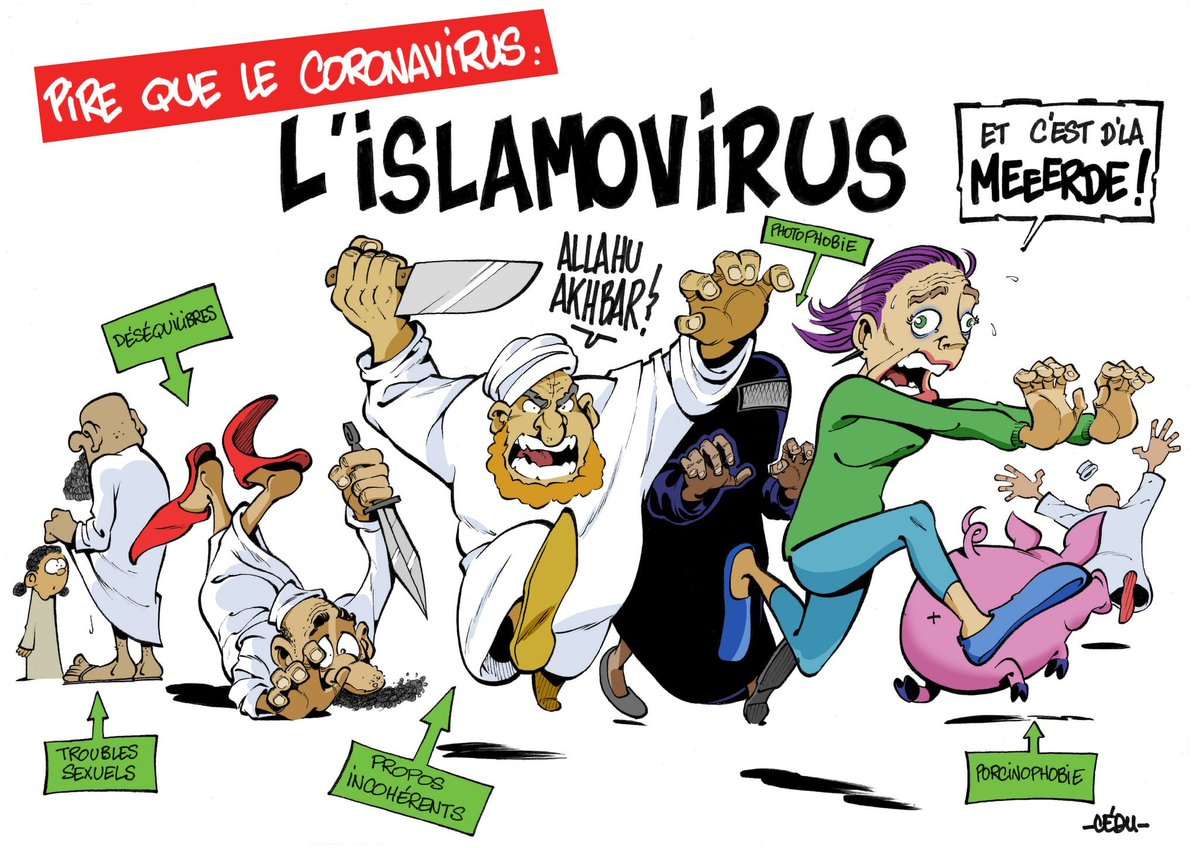 PIRE QUE LE CORONAVIRUS :
L'iSLAMOViRUS
ET C'EST D'LA
MEEERDE !
PHOTOPHOBIE
ALLAHU
AKHBAR !
DÉSÉQUILIBRES
TROUBLES
SEXUELS
PROPOS
INCOHÉRENTS
PORCINOPHOBIE
-CÉDU-